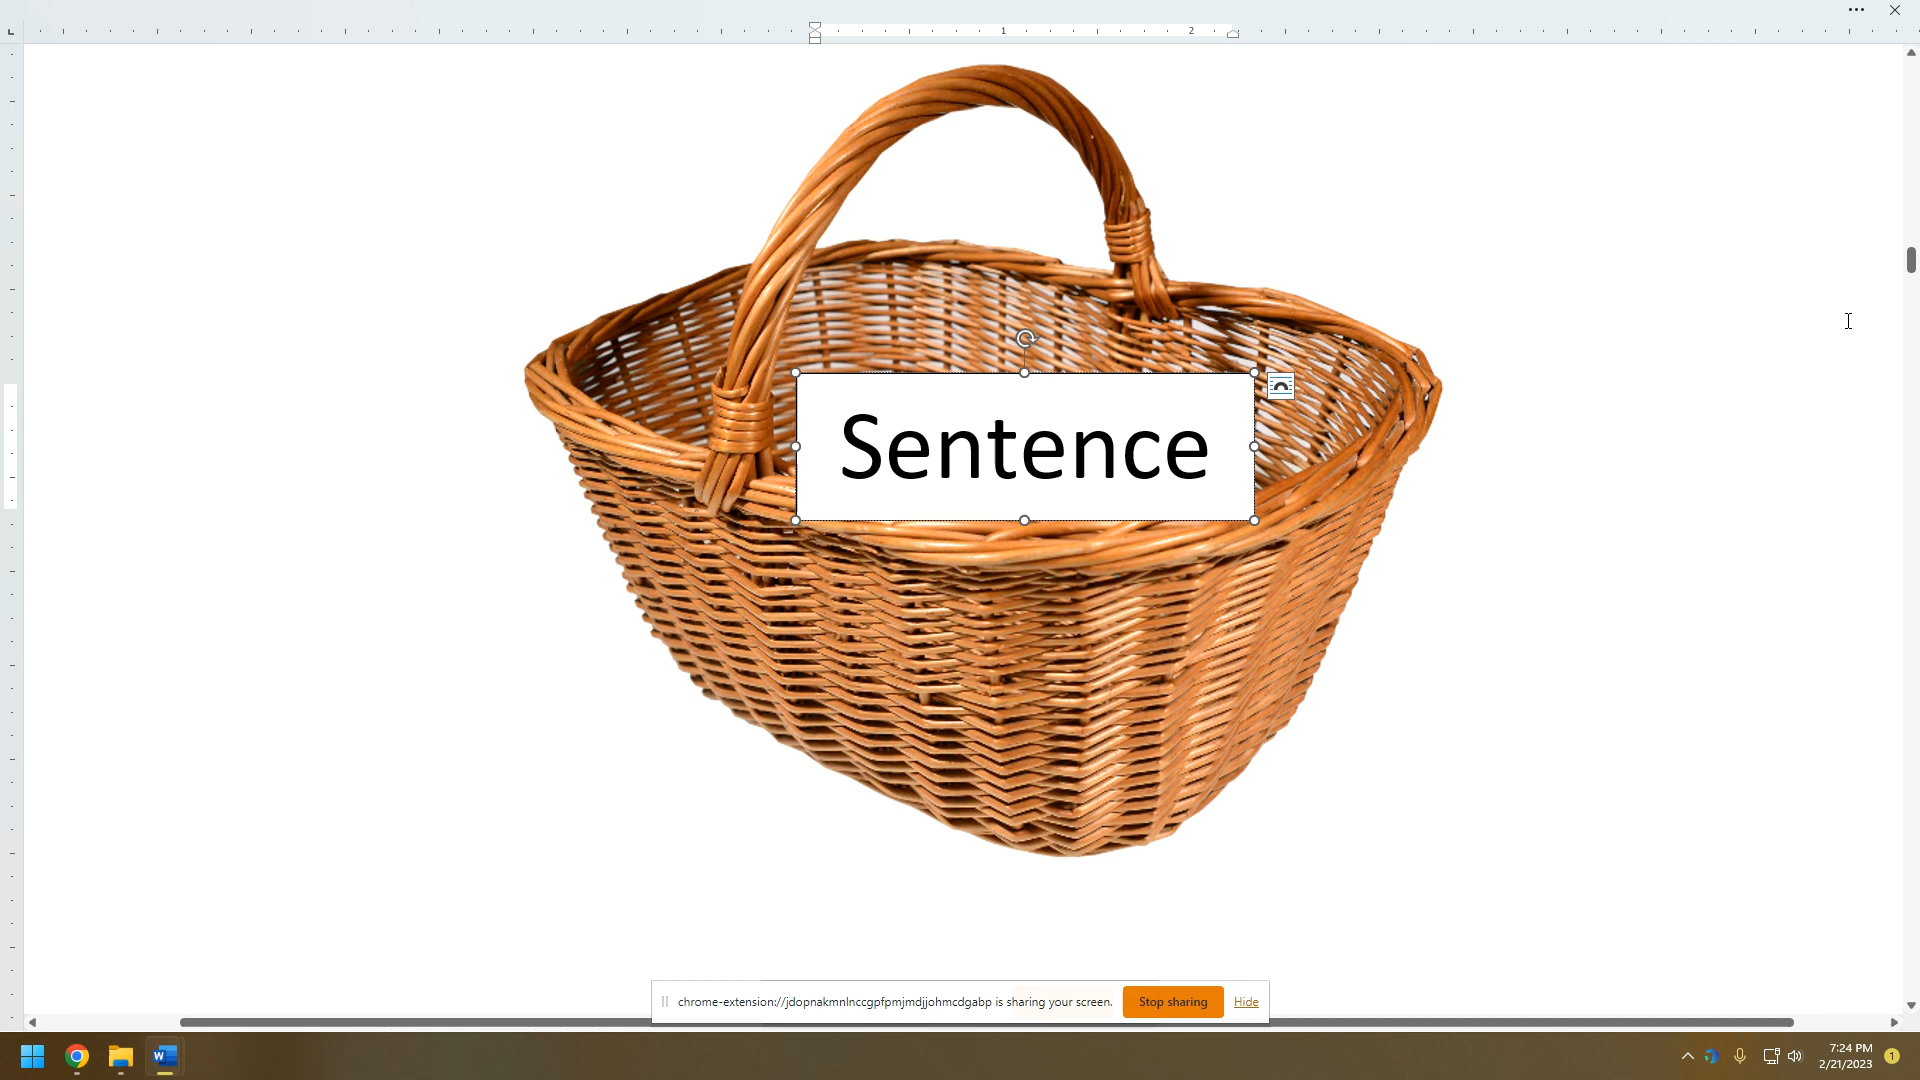 1
2
Sentence
chrome-extension://jdopnakmnlnccgpfpmjmdjjohmcdgabp is sharing your screen.
Stop sharing
Hide
W
7:24 PM
2/21/2023
1